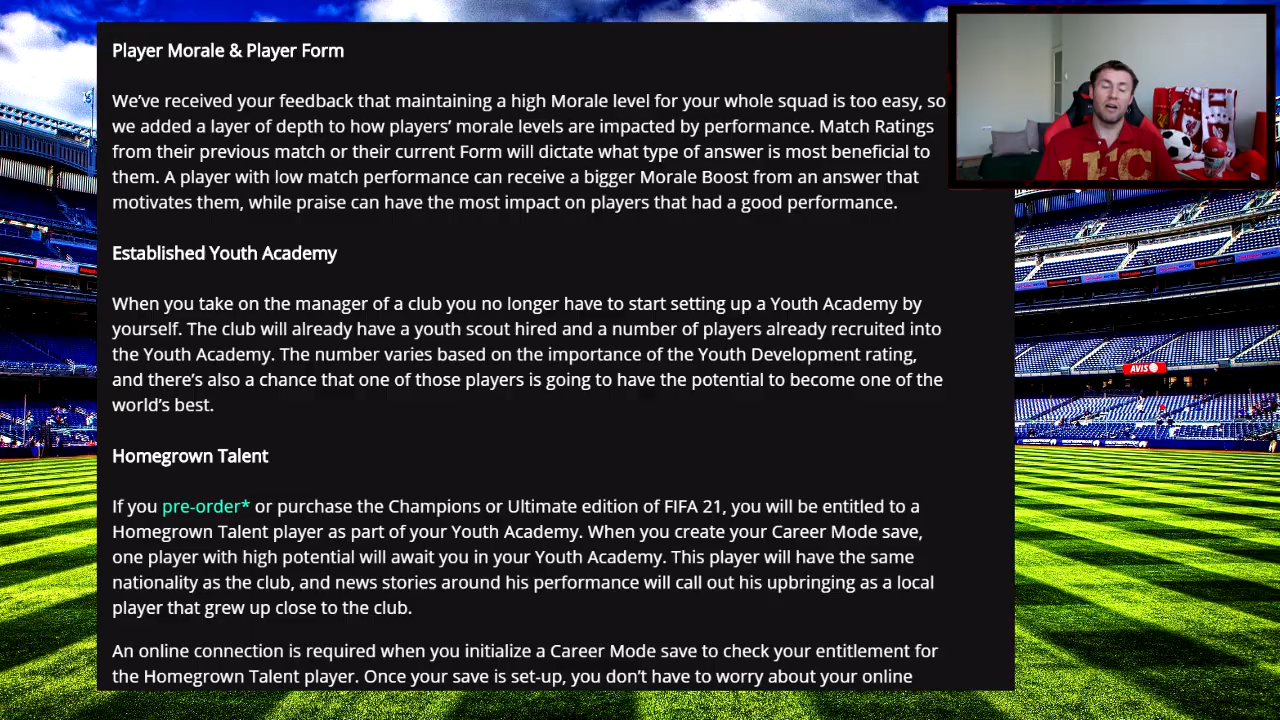 Player Morale & Player Form
We've received your feedback that maintaining a high Morale level for your whole squad is too easy, so
we added a layer of depth to how players' morale levels are impacted by performance. Match Ratings
from their previous match or their current Form will dictate what type of answer is most beneficial to
them. A player with low match performance can receive a bigger Morale Boost from an answer that
motivates them, while praise can have the most impact on players that had a good performance.
Established Youth Academy
When you take on the manager of a club you no longer have to start setting up a Youth Academy by
yourself. The club will already have a youth scout hired and a number of players already recruited into
the Youth Academy. The number varies based on the importance of the Youth Development rating,
and there's also a chance that one of those players is going to have the potential to become one of the
world's best.
AVIS
Homegrown Talent
If you pre-order* or purchase the Champions or Ultimate edition of FIFA 21, you will be entitled to a
Homegrown Talent player as part of your Youth Academy. When you create your Career Mode save,
one player with high potential will await you in your Youth Academy. This player will have the same
nationality as the club, and news stories around his performance will call out his upbringing as a local
player that grew up close to the club.
An online connection is required when you initialize a Career Mode save to check your entitlement for
the Homegrown Talent player. Once your save is set-up, you don't have to worry about your online